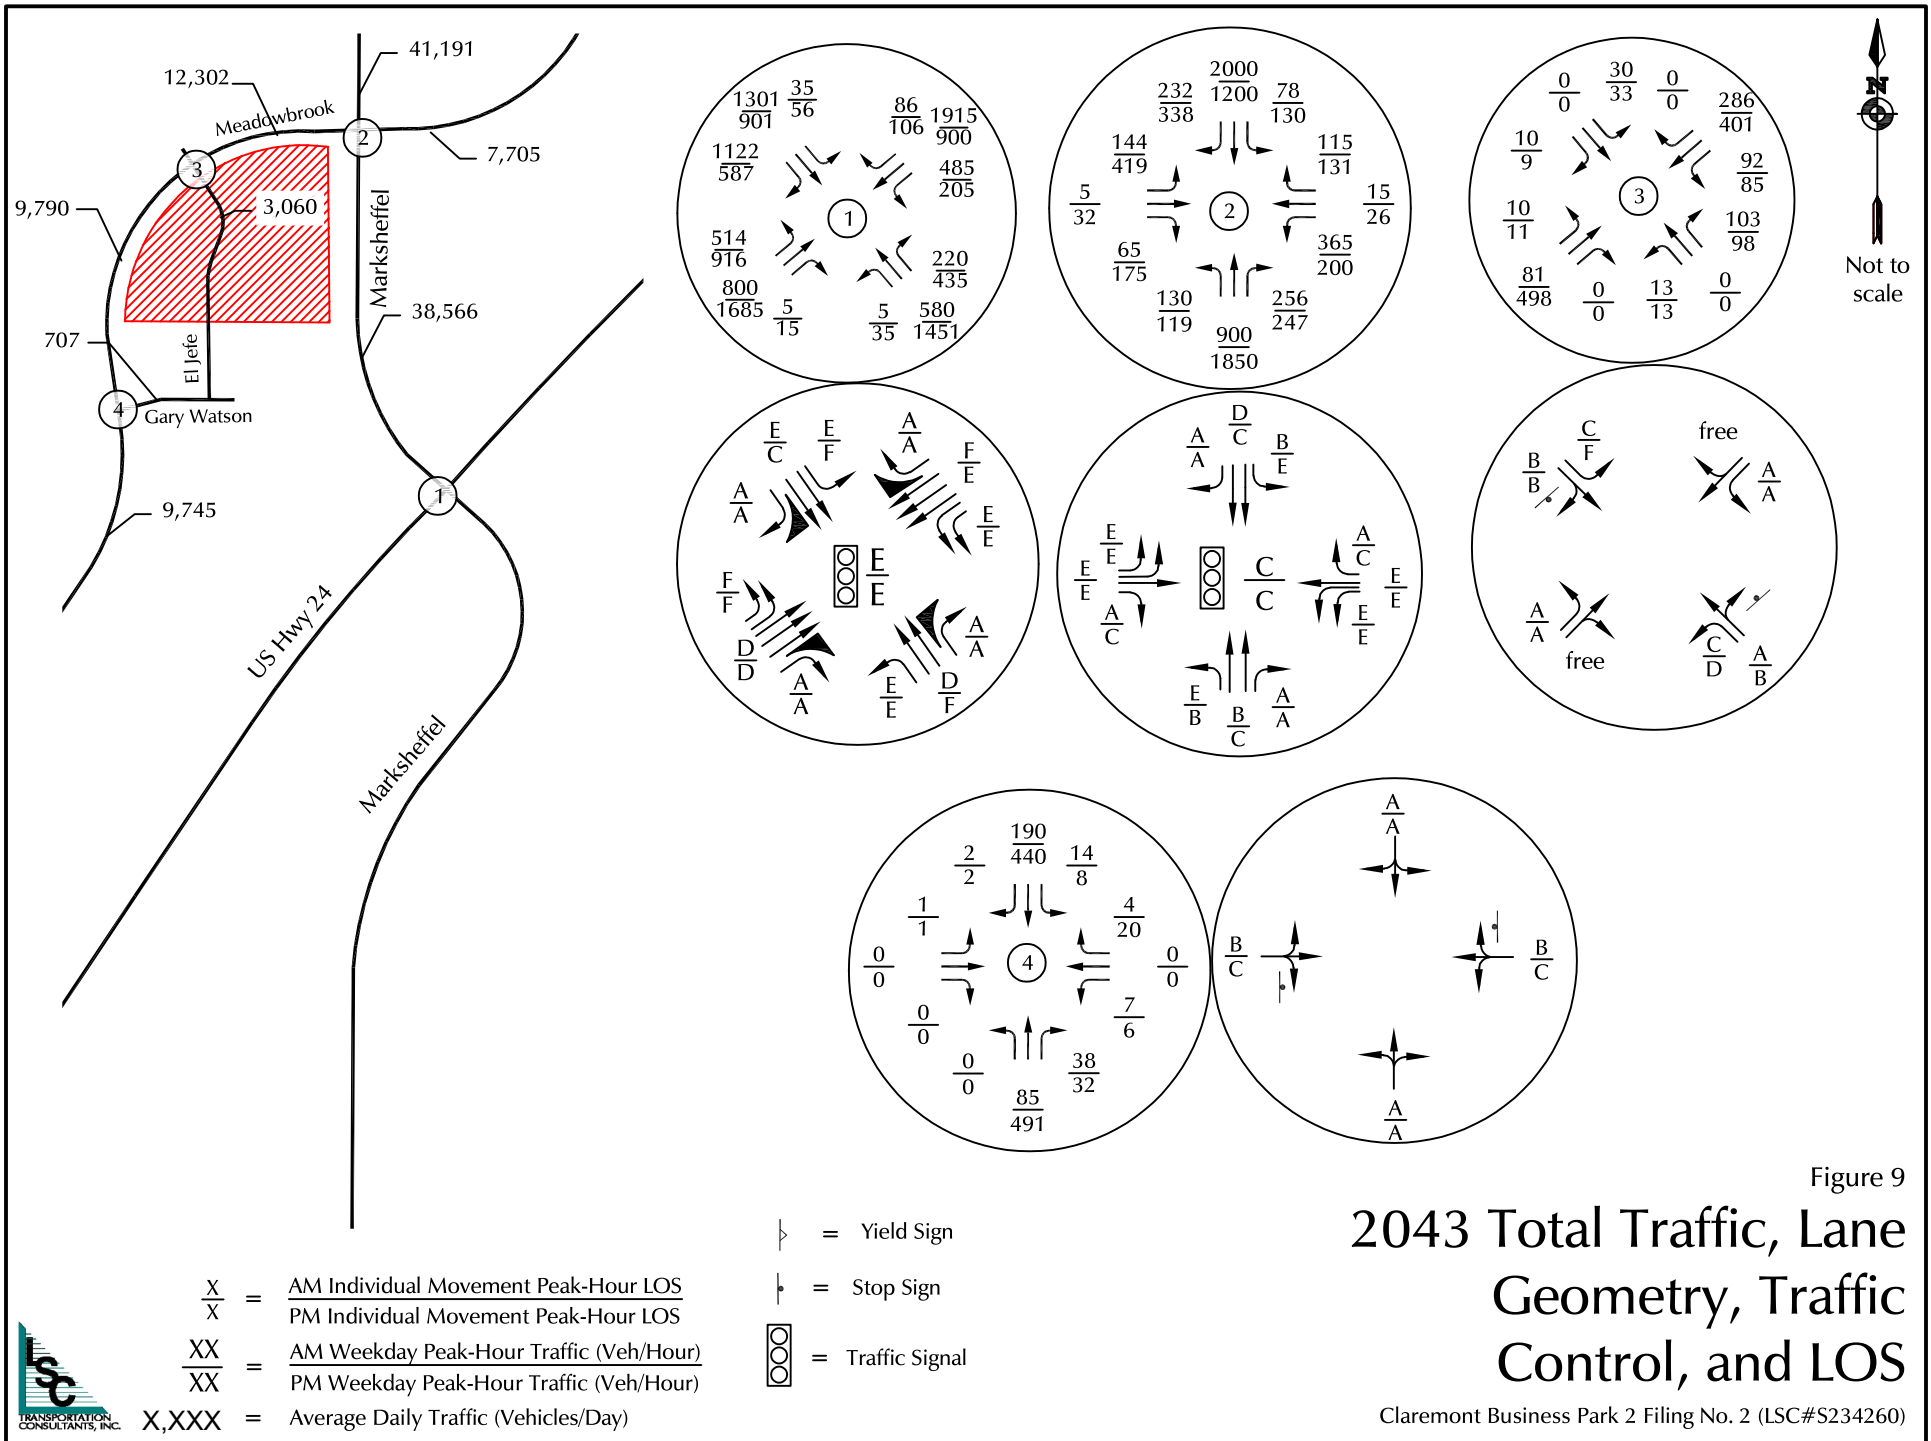 41,191
12,302
Meadowbrook
2
7,705
3
3,060
9,790
Marksheffel
38,566
707
El Jefe
4
Gary Watson
1
9,745
US Hwy 24
Marksheffel
1301
901
35
56
86
106
1915
900
1122
587
485
205
1
514
916
220
435
800
1685
5
15
5
35
580
1451
2000
1200
232
338
78
130
144
419
115
131
5
32
2
15
26
65
175
365
200
130
119
256
247
900
1850
0
0
30
33
0
0
286
401
10
9
92
85
3
10
11
103
98
81
498
0
0
13
13
0
0
N
Not to
scale
E
C
E
F
A
A
F
E
A
A
E
E
E
E
F
F
D
D
A
A
E
E
D
F
A
A
D
C
A
A
B
E
E
E
E
E
A
C
C
C
A
C
E
E
E
E
E
B
B
C
A
A
C
F
free
B
B
A
A
A
A
free
C
D
A
B
190
440
2
2
14
8
1
1
4
20
0
0
4
0
0
0
0
7
6
0
0
38
32
85
491
A
A
B
C
B
C
A
A
Figure 9
2043 Total Traffic, Lane
Geometry, Traffic
Control, and LOS
Claremont Business Park 2 Filing No. 2 (LSC#S234260)
= Yield Sign
= Stop Sign
= Traffic Signal
X
X
=
AM Individual Movement Peak-Hour LOS
PM Individual Movement Peak-Hour LOS
XX
XX
=
AM Weekday Peak-Hour Traffic (Veh/Hour)
PM Weekday Peak-Hour Traffic (Veh/Hour)
X,XXX = Average Daily Traffic (Vehicles/Day)
LSC
TRANSPORTATION
CONSULTANTS, INC.